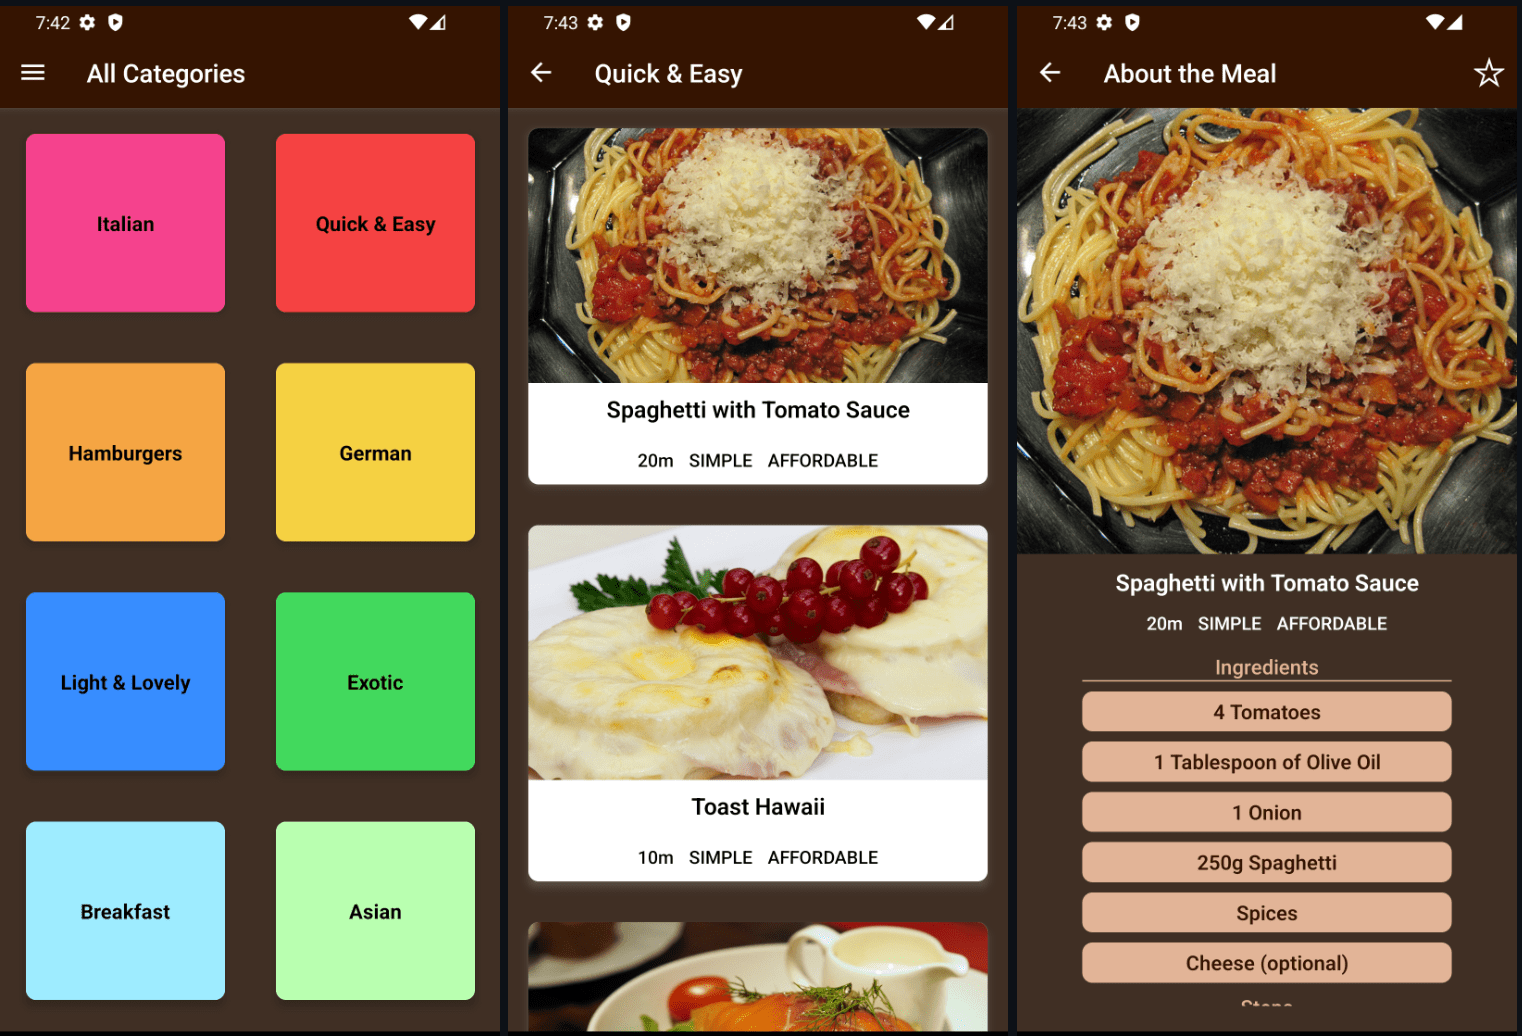 7:42
All Categories
Italian
Quick & Easy
Hamburgers
German
Light & Lovely
Exotic
Breakfast
Asian
7:43
Quick & Easy
Spaghetti with Tomato Sauce
20m SIMPLE AFFORDABLE
Toast Hawaii
10m SIMPLE AFFORDABLE
7:43
About the Meal
Spaghetti with Tomato Sauce
20m SIMPLE AFFORDABLE
Ingredients
4 Tomatoes
1 Tablespoon of Olive Oil
1 Onion
250g Spaghetti
Spices
Cheese (optional)
Steps